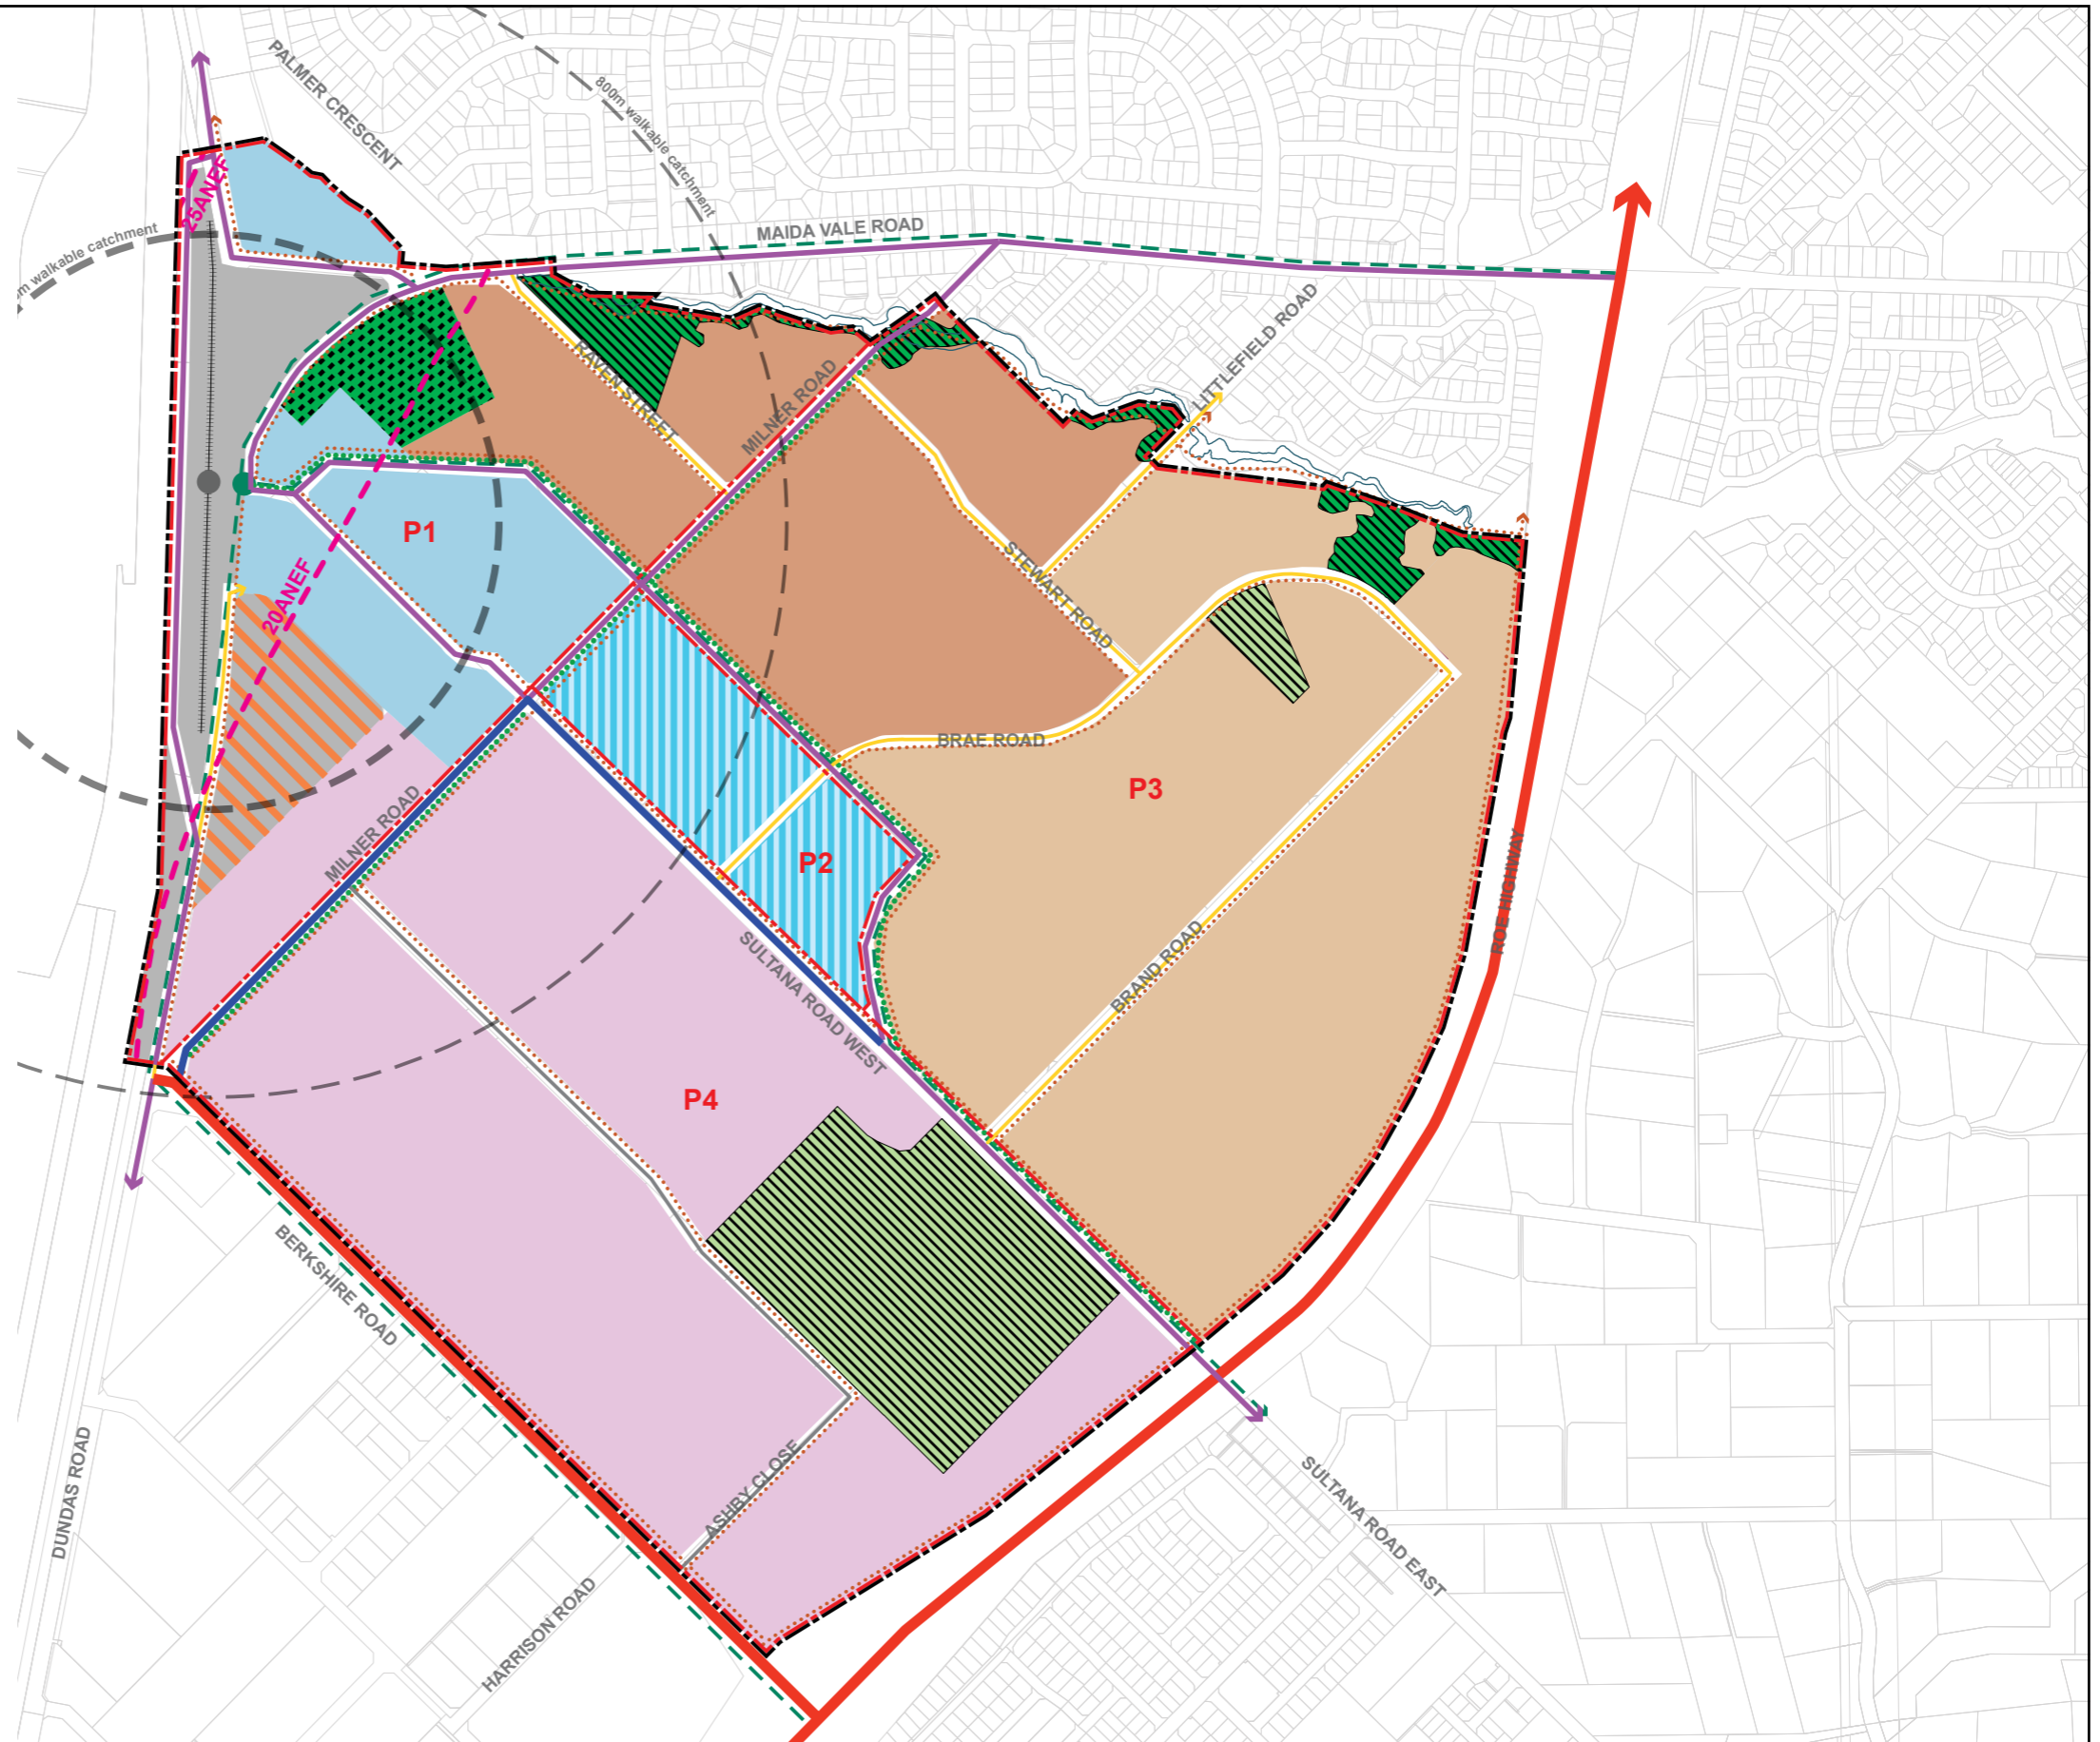 PALMER CRESCENT
800m walkable catchment
25ANEF
m walkable catchment
MAIDA VALE ROAD
LITTLEFIELD ROAD
RAVEN STREET
MILNER ROAD
P1
STEWART ROAD
20ANEF
BRAE ROAD
P3
MILNER ROAD
P2
ROE HIGHWAY
SULTANA ROAD WEST
BRAND ROAD
P4
BERKSHIRE ROAD
DUNDAS ROAD
ASHBY CLOSE
SULTANA ROAD EAST
HARRISON ROAD